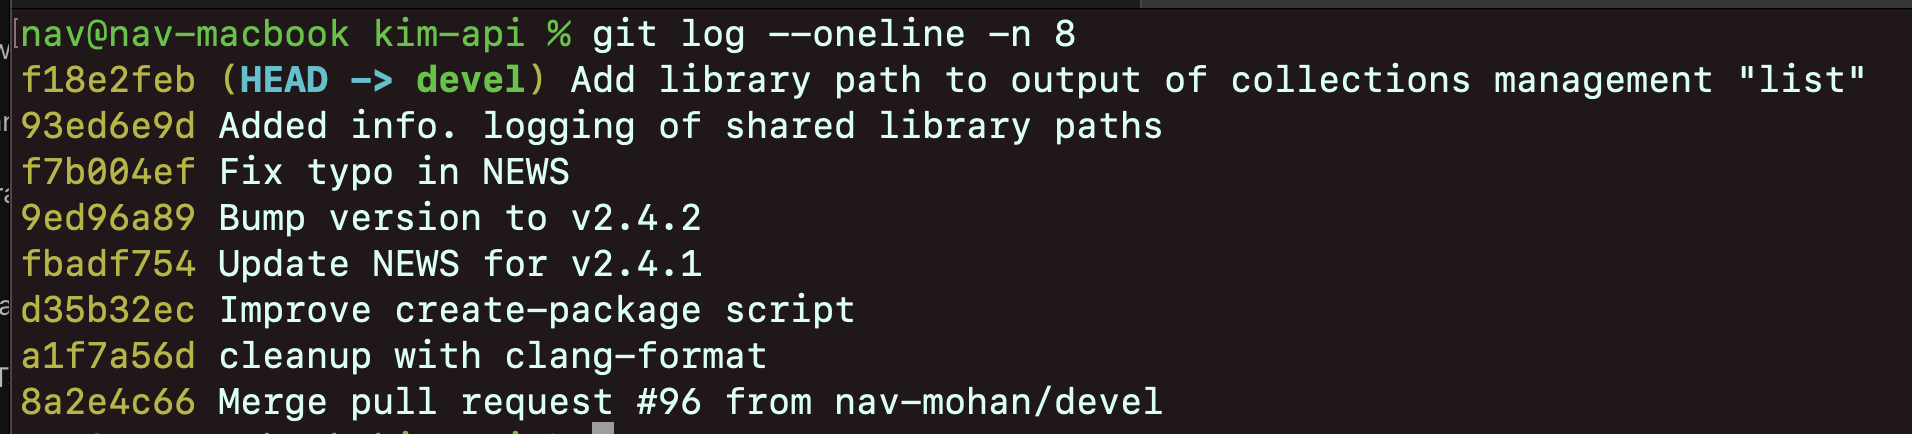 nav@nav-macbook kim-api % git log --oneline -n 8
f18e2feb (HEAD -> devel) Add library path to output of collections management "list"
93ed6e9d Added info. logging of shared library paths
f7b004ef Fix typo in NEWS
9ed96a89 Bump version to v2.4.2
fbadf754 Update NEWS for v2.4.1
d35b32ec Improve create-package script
a1f7a56d cleanup with clang-format
8a2e4c66 Merge pull request #96 from nav-mohan/devel